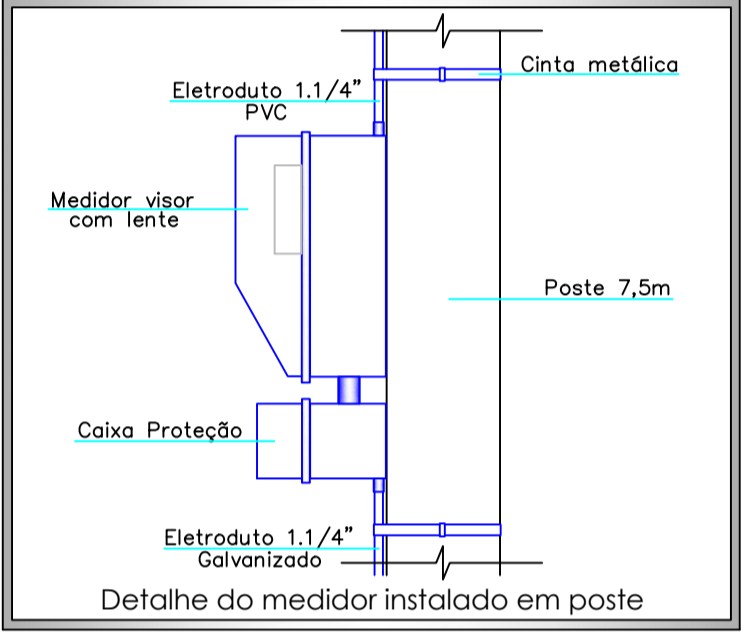 Cinta metálica
Eletroduto 1.1/4"
PVC
Medidor visor
com lente
Poste 7,5m
Caixa Proteção
Eletroduto 1.1/4"
Galvanizado
Detalhe do medidor instalado em poste